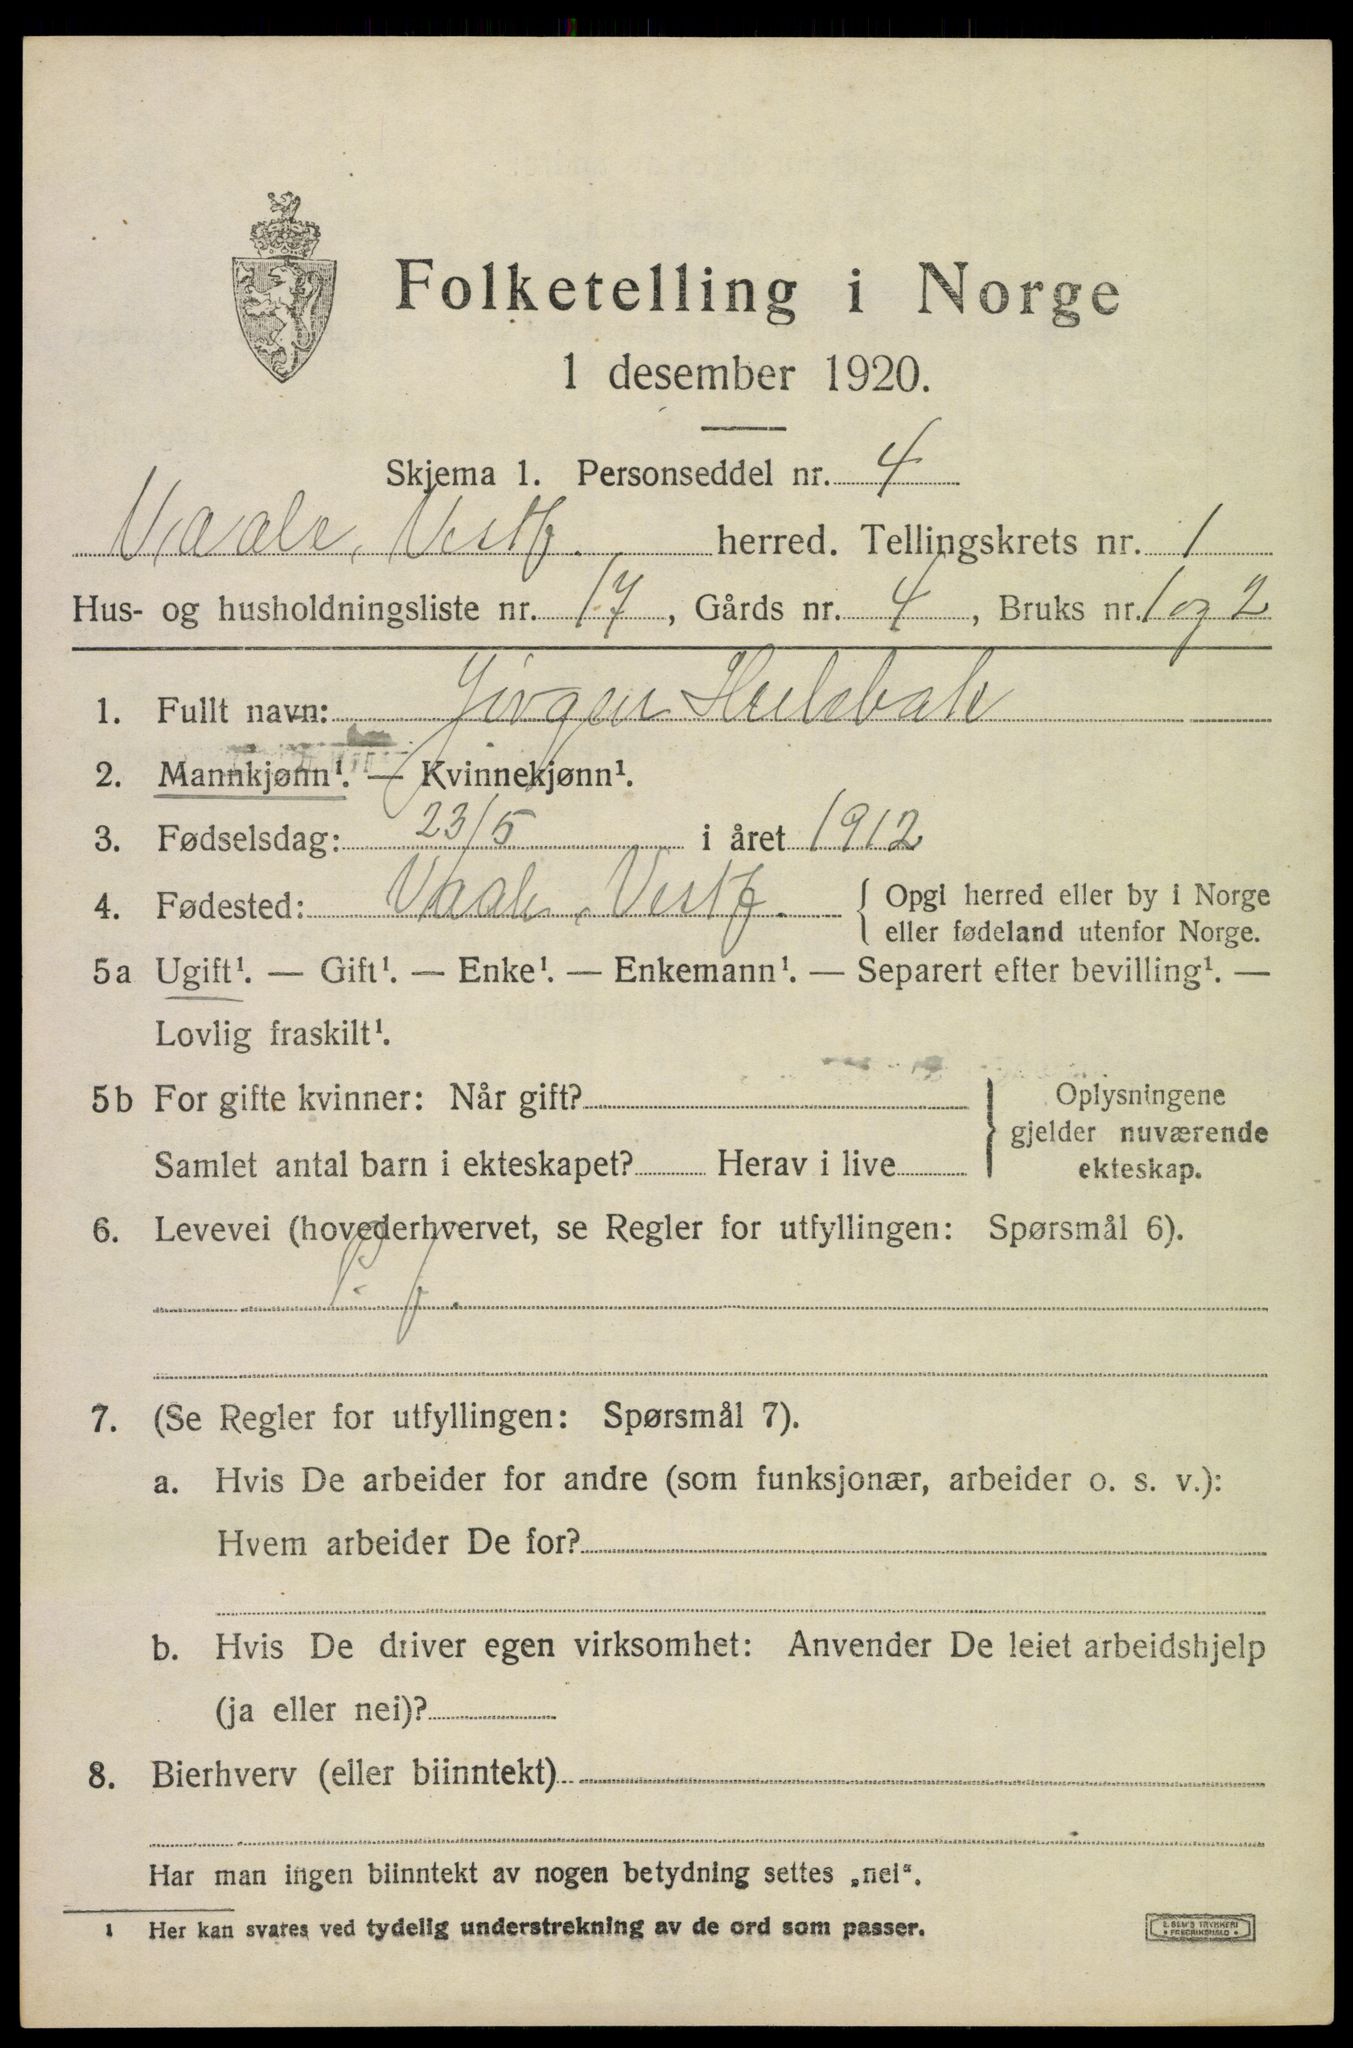 Folketelling i Norge
1 desember 1920.
Skjema 1. Personseddel nr. 4
Vaale, Vestf. herred. Tellingskrets nr. 1
Hus- og husholdningsliste nr. 17, Gårds nr. 4, Bruks nr. 1 og 2
1. Fullt navn: Jørgen Hulebak
2. Mannkjønn¹. — Kvinnekjønn¹.
3. Fødselsdag: 23/5 i året 1912
4. Fødested: Vaale, Vestf. { Opgi herred eller by i Norge
eller fødeland utenfor Norge.
5a Ugift¹. — Gift¹. — Enke¹. — Enkemann¹. — Separert efter bevilling¹. —
Lovlig fraskilt¹.
5b For gifte kvinner: Når gift? } Oplysningene
gjelder nuværende
Samlet antal barn i ekteskapet? Herav i live ekteskap.
6. Levevei (hovederhvervet, se Regler for utfyllingen: Spørsmål 6).
7. (Se Regler for utfyllingen: Spørsmål 7).
a. Hvis De arbeider for andre (som funksjonær, arbeider o. s. v.):
Hvem arbeider De for?
b. Hvis De driver egen virksomhet: Anvender De leiet arbeidshjelp
(ja eller nei)?
8. Bierhverv (eller biinntekt)
Har man ingen biinntekt av nogen betydning settes „nei“.
1 Her kan svares ved tydelig understrekning av de ord som passer.
E. SEM'S TRYKKERI
FREDRIKSHALD